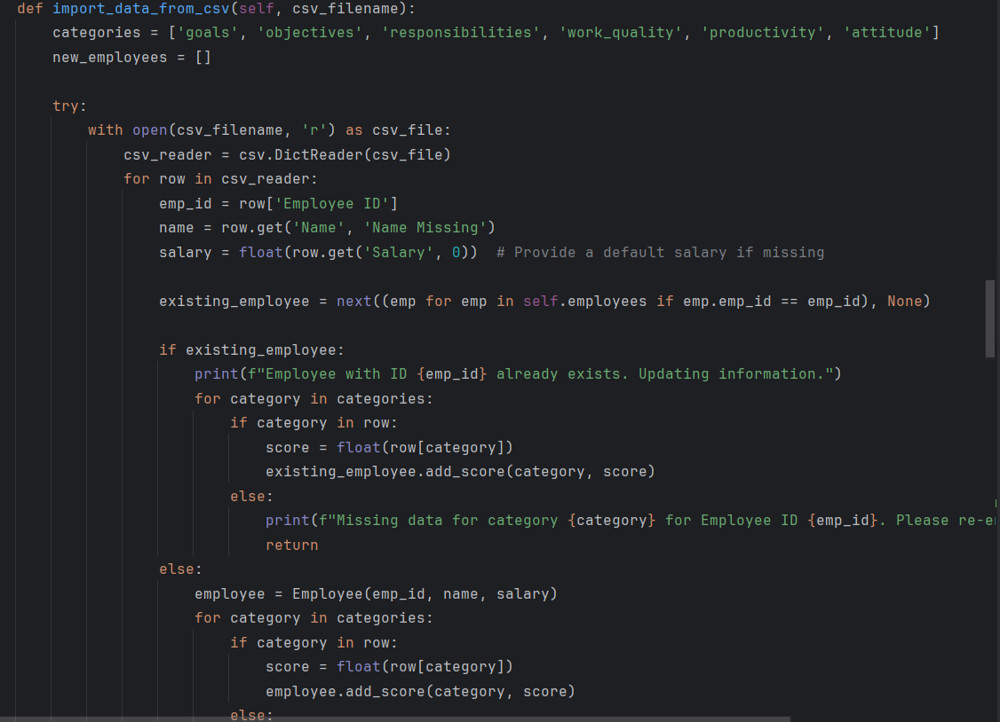 def import_data_from_csv(self, csv_filename):
    categories = ['goals', 'objectives', 'responsibilities', 'work_quality', 'productivity', 'attitude']
    new_employees = []

    try:
        with open(csv_filename, 'r') as csv_file:
            csv_reader = csv.DictReader(csv_file)
            for row in csv_reader:
                emp_id = row['Employee ID']
                name = row.get('Name', 'Name Missing')
                salary = float(row.get('Salary', 0))  # Provide a default salary if missing

                existing_employee = next((emp for emp in self.employees if emp.emp_id == emp_id), None)

                if existing_employee:
                    print(f"Employee with ID {emp_id} already exists. Updating information.")
                    for category in categories:
                        if category in row:
                            score = float(row[category])
                            existing_employee.add_score(category, score)
                        else:
                            print(f"Missing data for category {category} for Employee ID {emp_id}. Please
                            return
                else:
                    employee = Employee(emp_id, name, salary)
                    for category in categories:
                        if category in row:
                            score = float(row[category])
                            employee.add_score(category, score)
                        else: